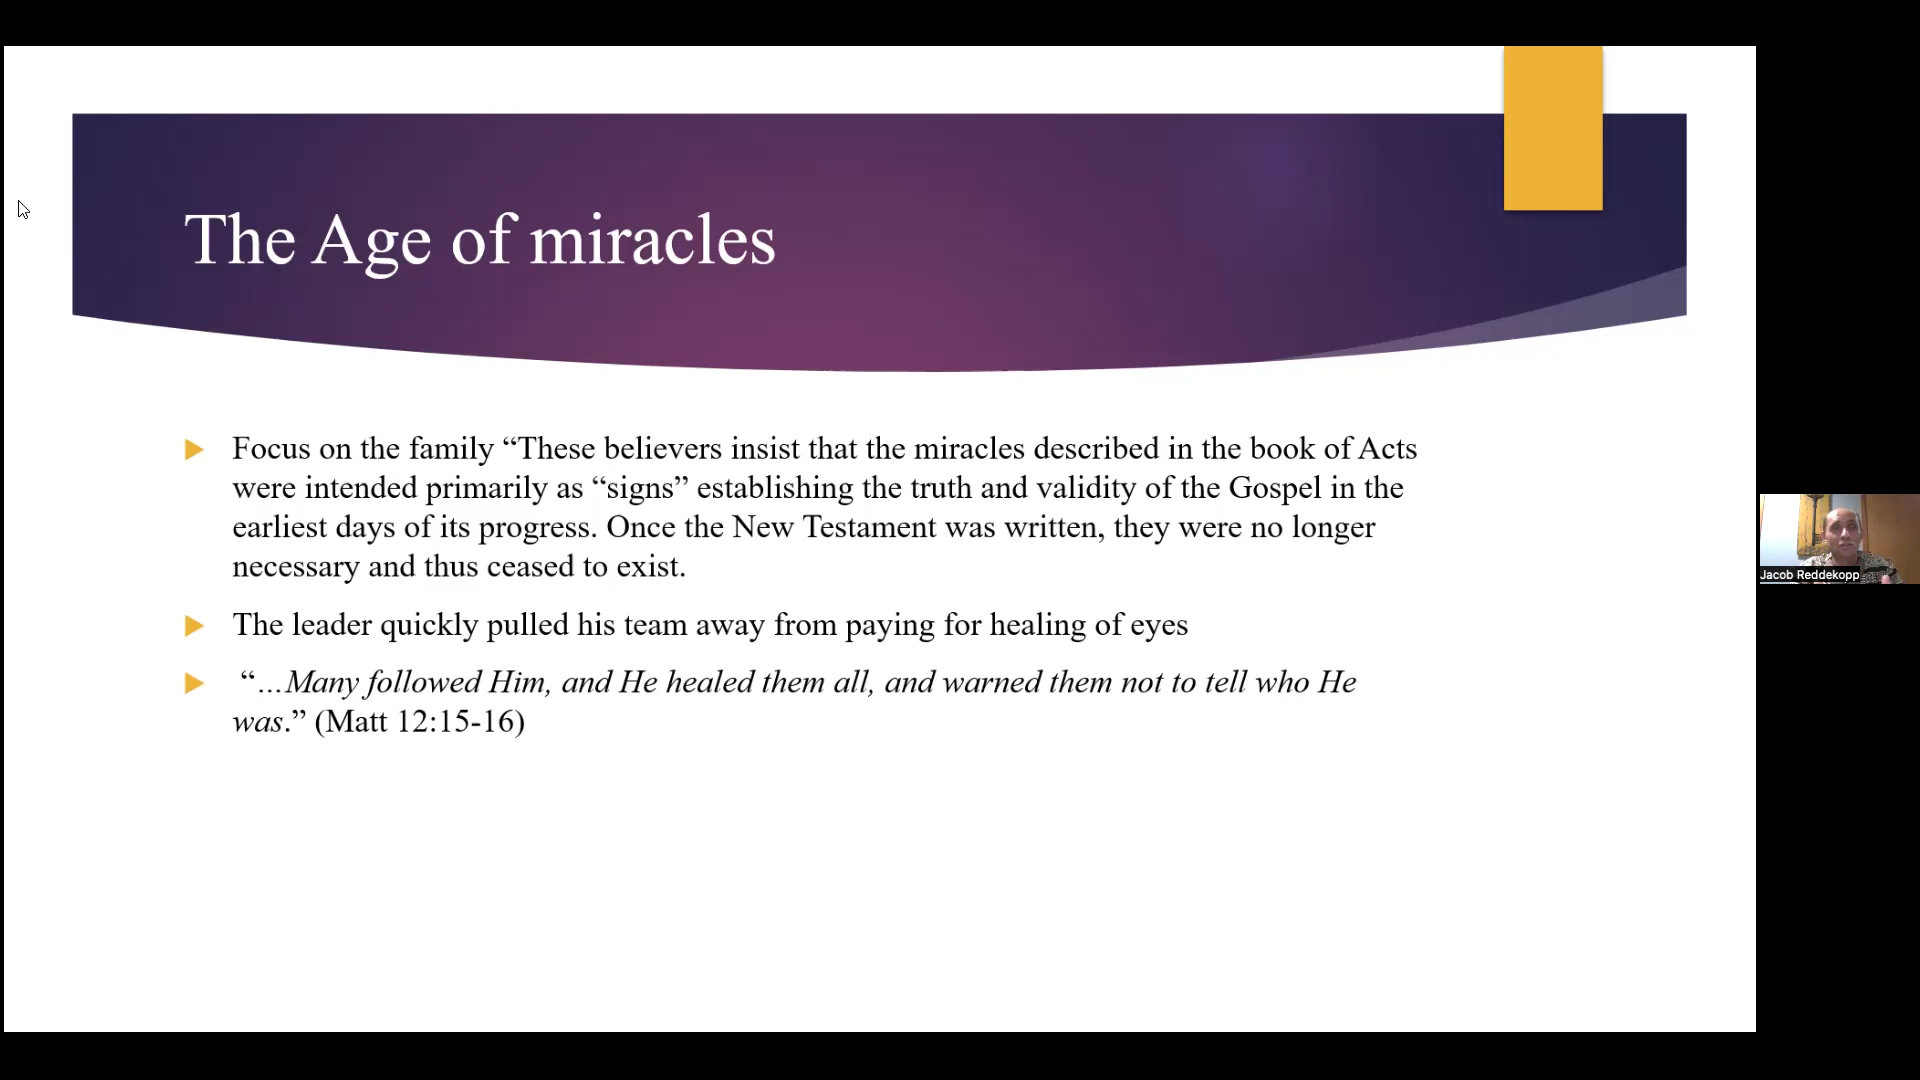 The Age of miracles
Focus on the family “These believers insist that the miracles described in the book of Acts
were intended primarily as “signs” establishing the truth and validity of the Gospel in the
earliest days of its progress. Once the New Testament was written, they were no longer
necessary and thus ceased to exist.
The leader quickly pulled his team away from paying for healing of eyes
“…Many followed Him, and He healed them all, and warned them not to tell who He
was.” (Matt 12:15-16)
Jacob Reddekopp